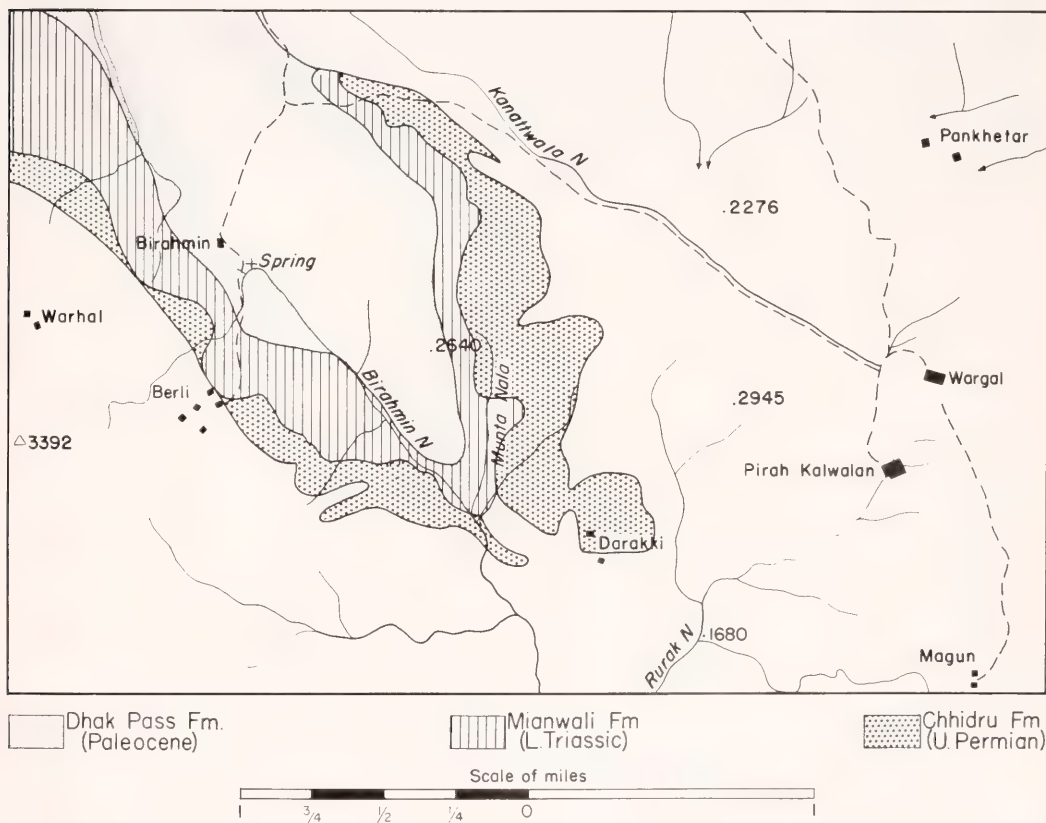 Kanattwala N
Pankhetar
.2276
Birahmin
Spring
Warhal
.2640
Wargal
Berli
Birahmin N
Munta Nala
.2945
3392
Pirah Kalwalan
Darakki
Rurak N
.1680
Magun
Dhak Pass Fm.
(Paleocene)
Mianwali Fm
(L.Triassic)
Chhidru Fm
(U. Permian)
Scale of miles
1 3/4 1/2 1/4 0 1